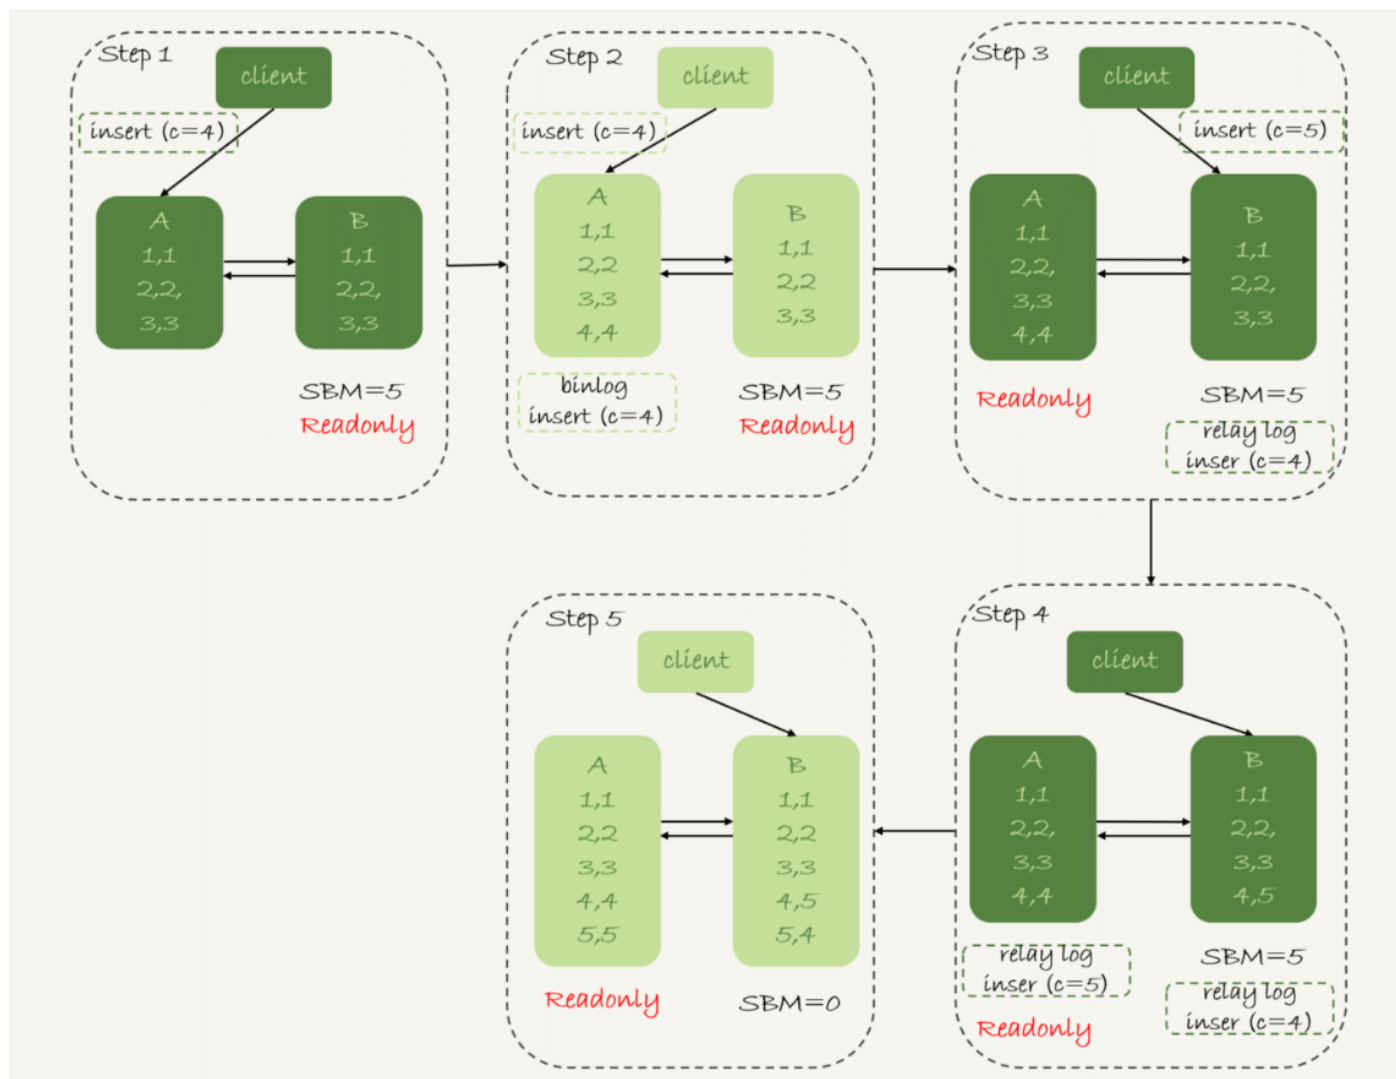 Step 1
client
insert (c=4)
A
1,1
2,2,
3,3
B
1,1
2,2,
3,3
SBM=5
Readonly
Step 2
client
insert (c=4)
A
1,1
2,2
3,3
4,4
B
1,1
2,2
3,3
binlog
insert (c=4)
SBM=5
Readonly
Step 3
client
insert (c=5)
A
1,1
2,2,
3,3
4,4
B
1,1
2,2,
3,3
Readonly
SBM=5
relay log
inser (c=4)
Step 4
client
A
1,1
2,2,
3,3
4,4
B
1,1
2,2,
3,3
4,5
relay log
inser (c=5)
Readonly
SBM=5
relay log
inser (c=4)
Step 5
client
A
1,1
2,2
3,3
4,4
5,5
B
1,1
2,2
3,3
4,5
5,4
Readonly
SBM=0